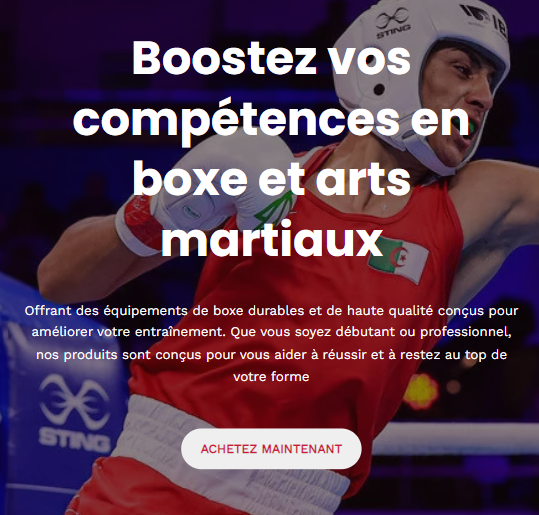 STING
IB
Boostez vos
compétences en
boxe et arts
martiaux
Offrant des équipements de boxe durables et de haute qualité conçus pour
améliorer votre entraînement. Que vous soyez débutant ou professionnel,
nos produits sont conçus pour vous aider à réussir et à restez au top de
votre forme
STING
ACHETEZ MAINTENANT